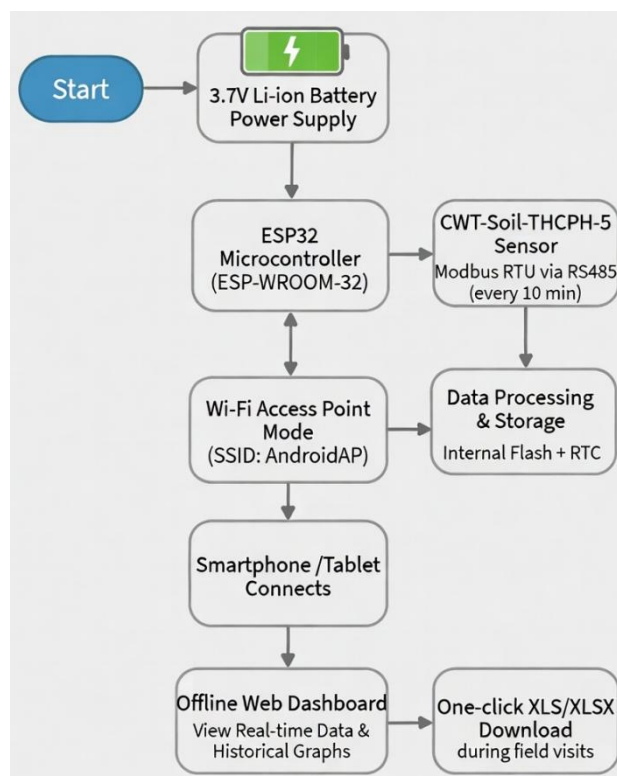 Start
3.7V Li-ion Battery
Power Supply
ESP32
Microcontroller
(ESP-WROOM-32)
CWT-Soil-THCPH-5
Sensor
Modbus RTU via RS485
(every 10 min)
Wi-Fi Access Point
Mode
(SSID: AndroidAP)
Data Processing
& Storage
Internal Flash + RTC
Smartphone /Tablet
Connects
Offline Web Dashboard
View Real-time Data &
Historical Graphs
One-click XLS/XLSX
Download
during field visits